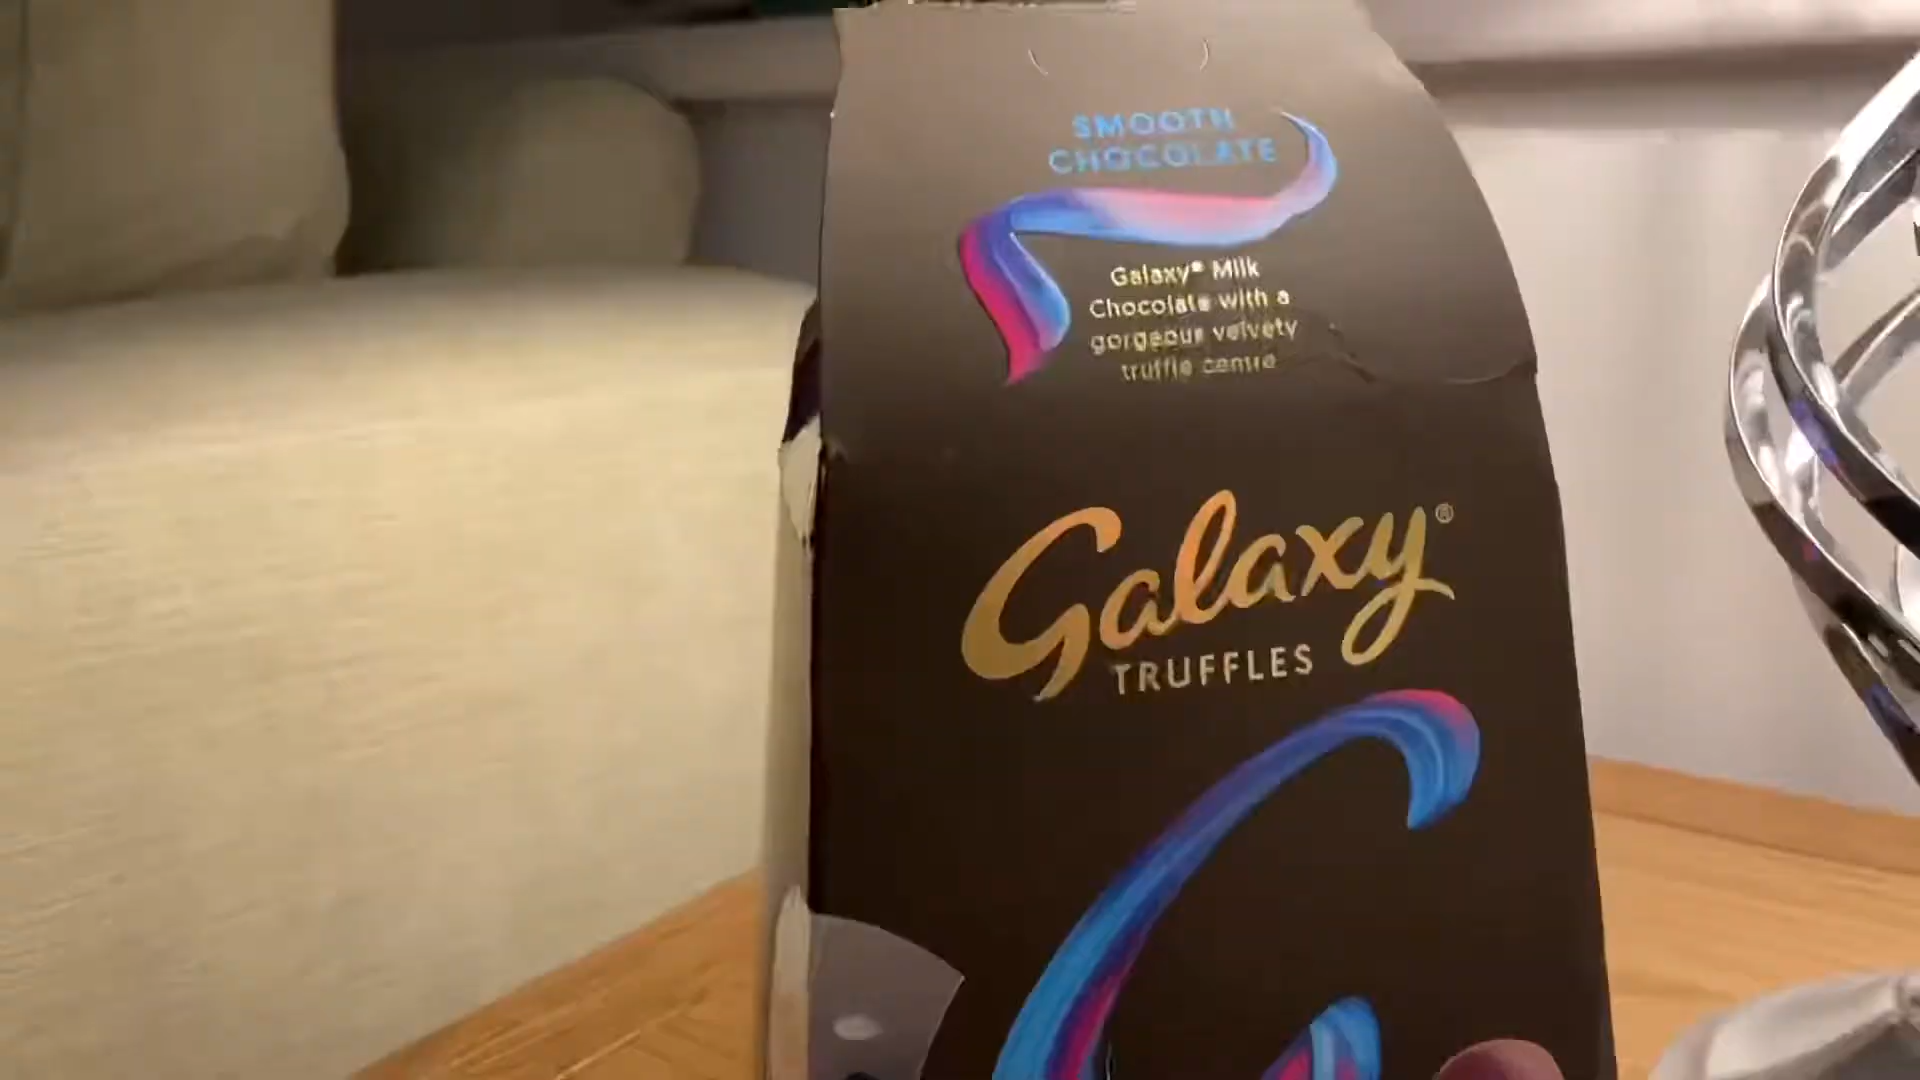 SMOOTH
CHOCOLATE
Galaxy® Milk
Chocolate with a
gorgeous velvety
truffle centre
Galaxy®
TRUFFLES